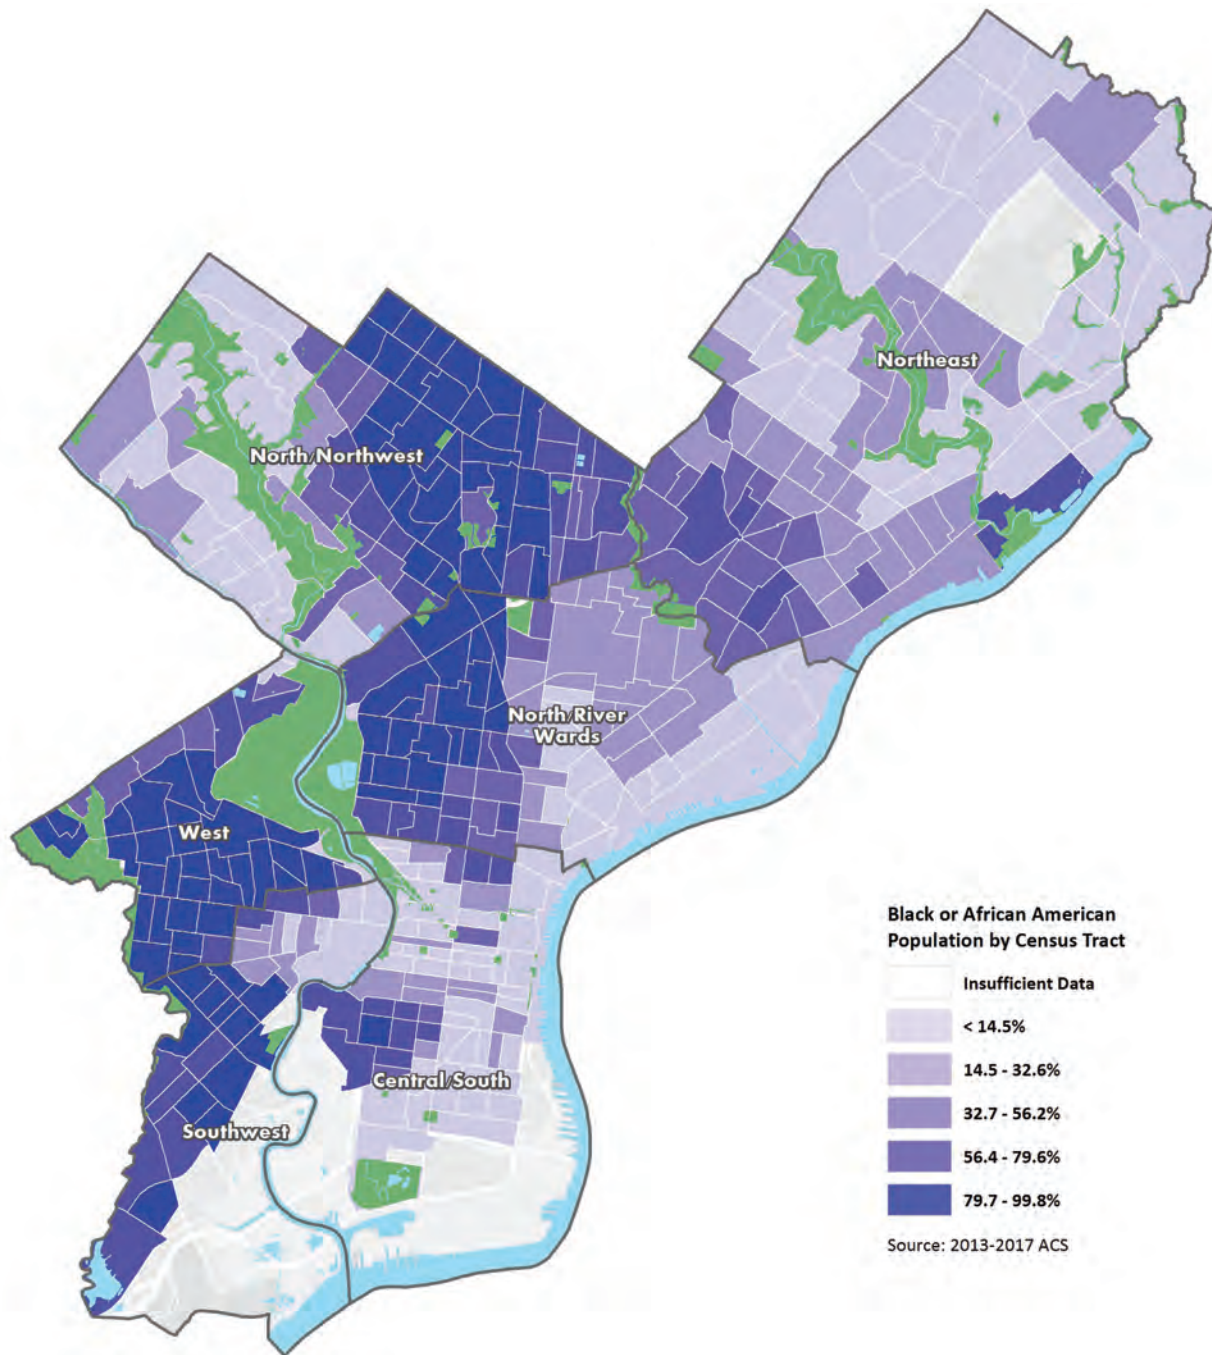 Northeast
North/Northwest
North/River
Wards
West
Central/South
Southwest
Black or African American
Population by Census Tract
Insufficient Data
< 14.5%
14.5 - 32.6%
32.7 - 56.2%
56.4 - 79.6%
79.7 - 99.8%
Source: 2013-2017 ACS